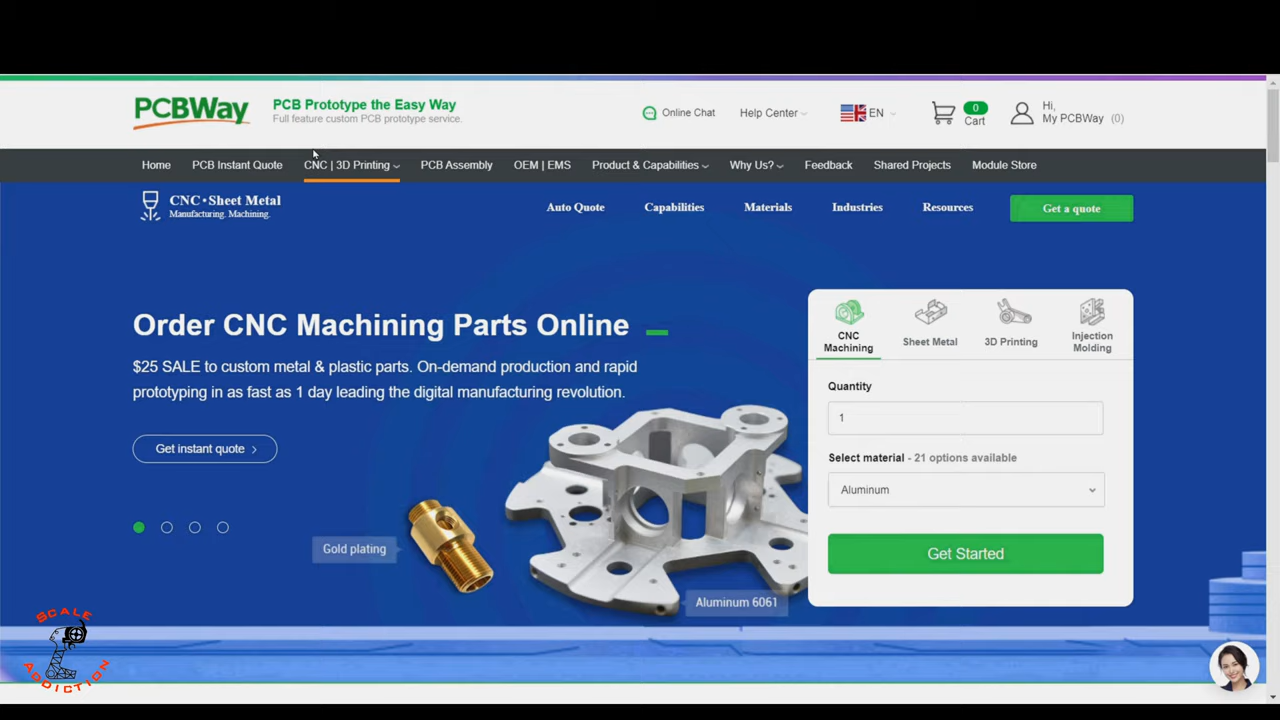 PCBWay
PCB Prototype the Easy Way
Full feature custom PCB prototype service.
Online Chat
Help Center
EN
0
Cart
Hi,
My PCBWay (0)
Home
PCB Instant Quote
CNC | 3D Printing
PCB Assembly
OEM | EMS
Product & Capabilities
Why Us?
Feedback
Shared Projects
Module Store
CNC • Sheet Metal
Manufacturing. Machining.
Auto Quote
Capabilities
Materials
Industries
Resources
Get a quote
Order CNC Machining Parts Online
$25 SALE to custom metal & plastic parts. On-demand production and rapid
prototyping in as fast as 1 day leading the digital manufacturing revolution.
Get instant quote
Gold plating
Aluminum 6061
CNC
Machining
Sheet Metal
3D Printing
Injection
Molding
Quantity
1
Select material - 21 options available
Aluminum
Get Started
SCALE
ADDICTION